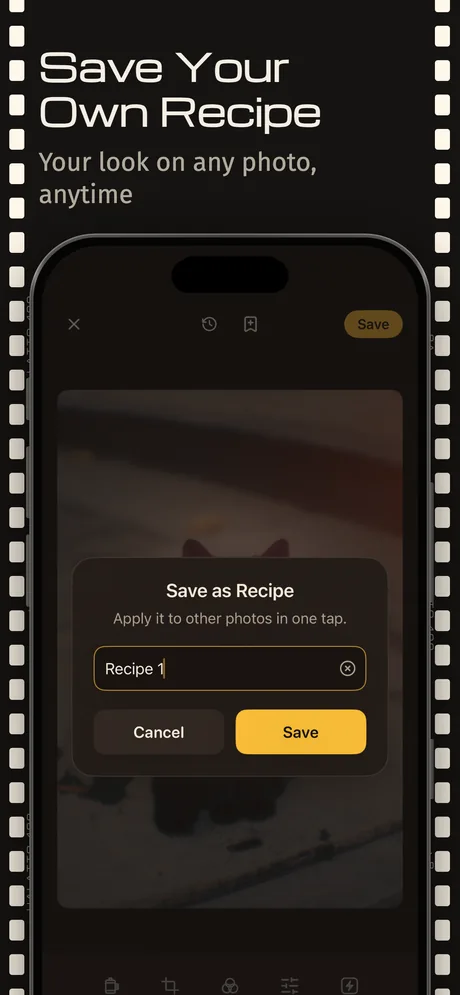 Save Your
Own Recipe
Your look on any photo,
anytime
Save
Save as Recipe
Apply it to other photos in one tap.
Recipe 1
Cancel
Save